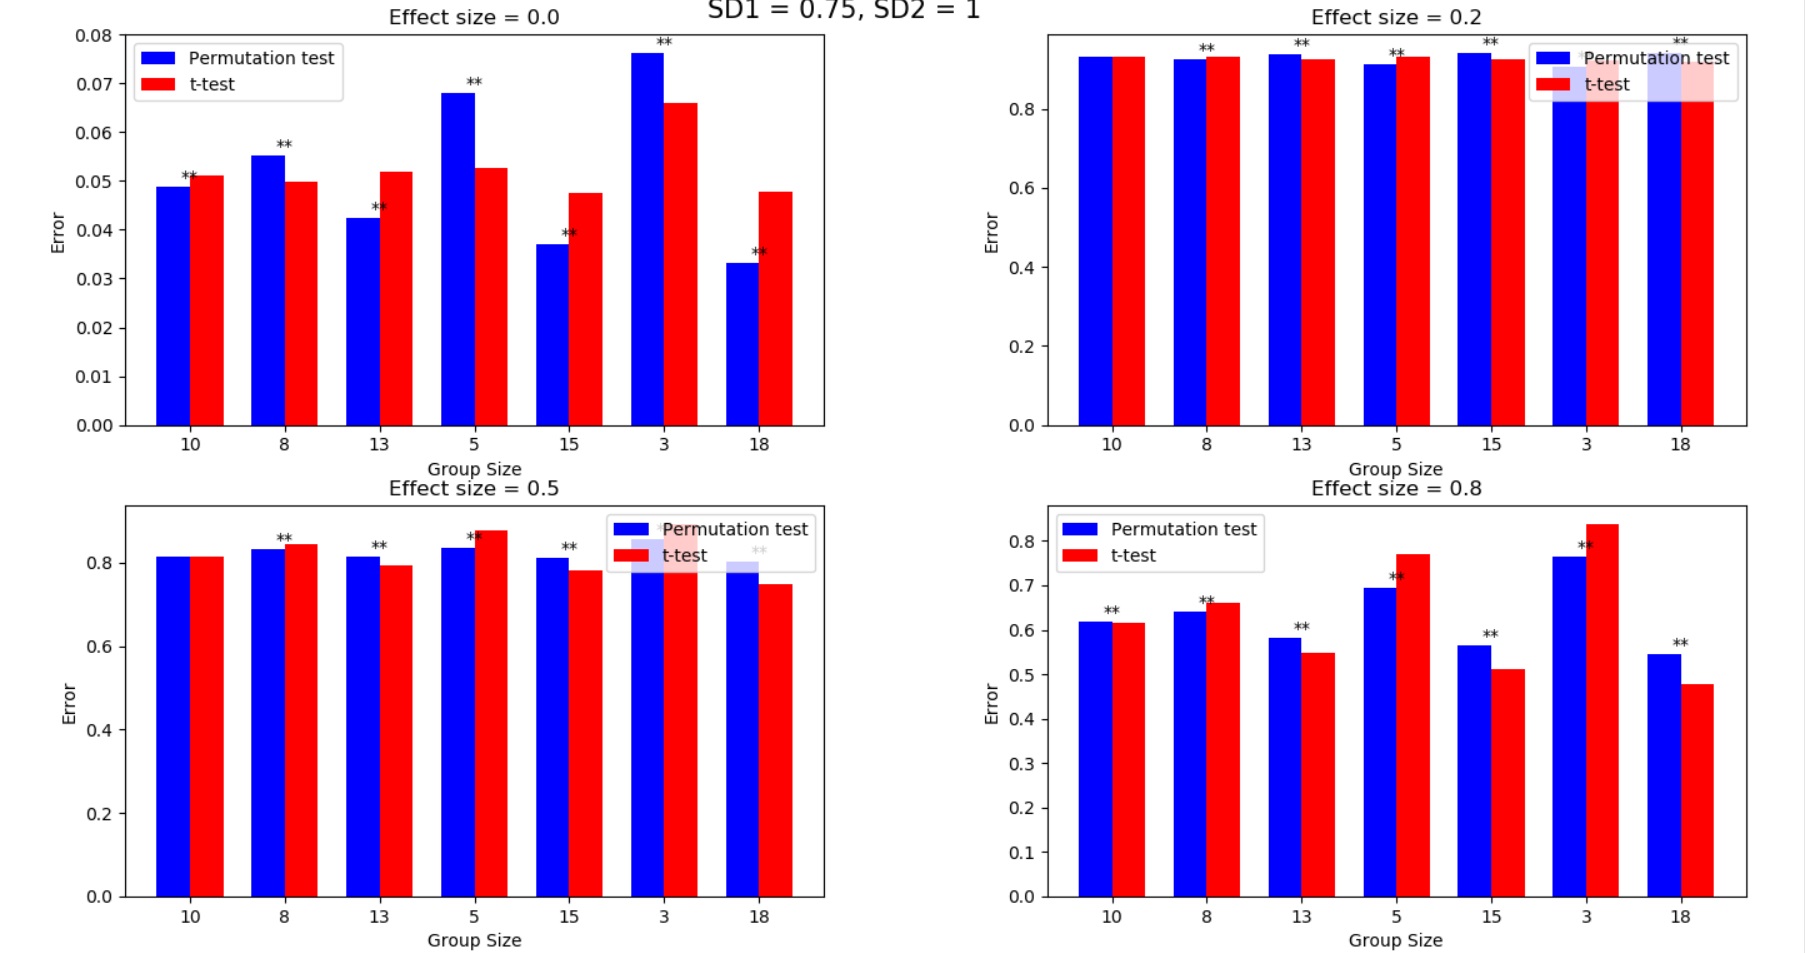 SD1 = 0.75, SD2 = 1
Effect size = 0.0
Error
0.08
0.07
0.06
0.05
0.04
0.03
0.02
0.01
0.00
Permutation test
t-test
**
**
**
**
**
**
**
10 8 13 5 15 3 18
Group Size
Effect size = 0.2
Error
0.8
0.6
0.4
0.2
0.0
Permutation test
t-test
**
**
**
**
**
10 8 13 5 15 3 18
Group Size
Effect size = 0.5
Error
0.8
0.6
0.4
0.2
0.0
Permutation test
t-test
**
**
**
**
**
10 8 13 5 15 3 18
Group Size
Effect size = 0.8
Error
0.8
0.7
0.6
0.5
0.4
0.3
0.2
0.1
0.0
Permutation test
t-test
**
**
**
**
**
**
**
10 8 13 5 15 3 18
Group Size